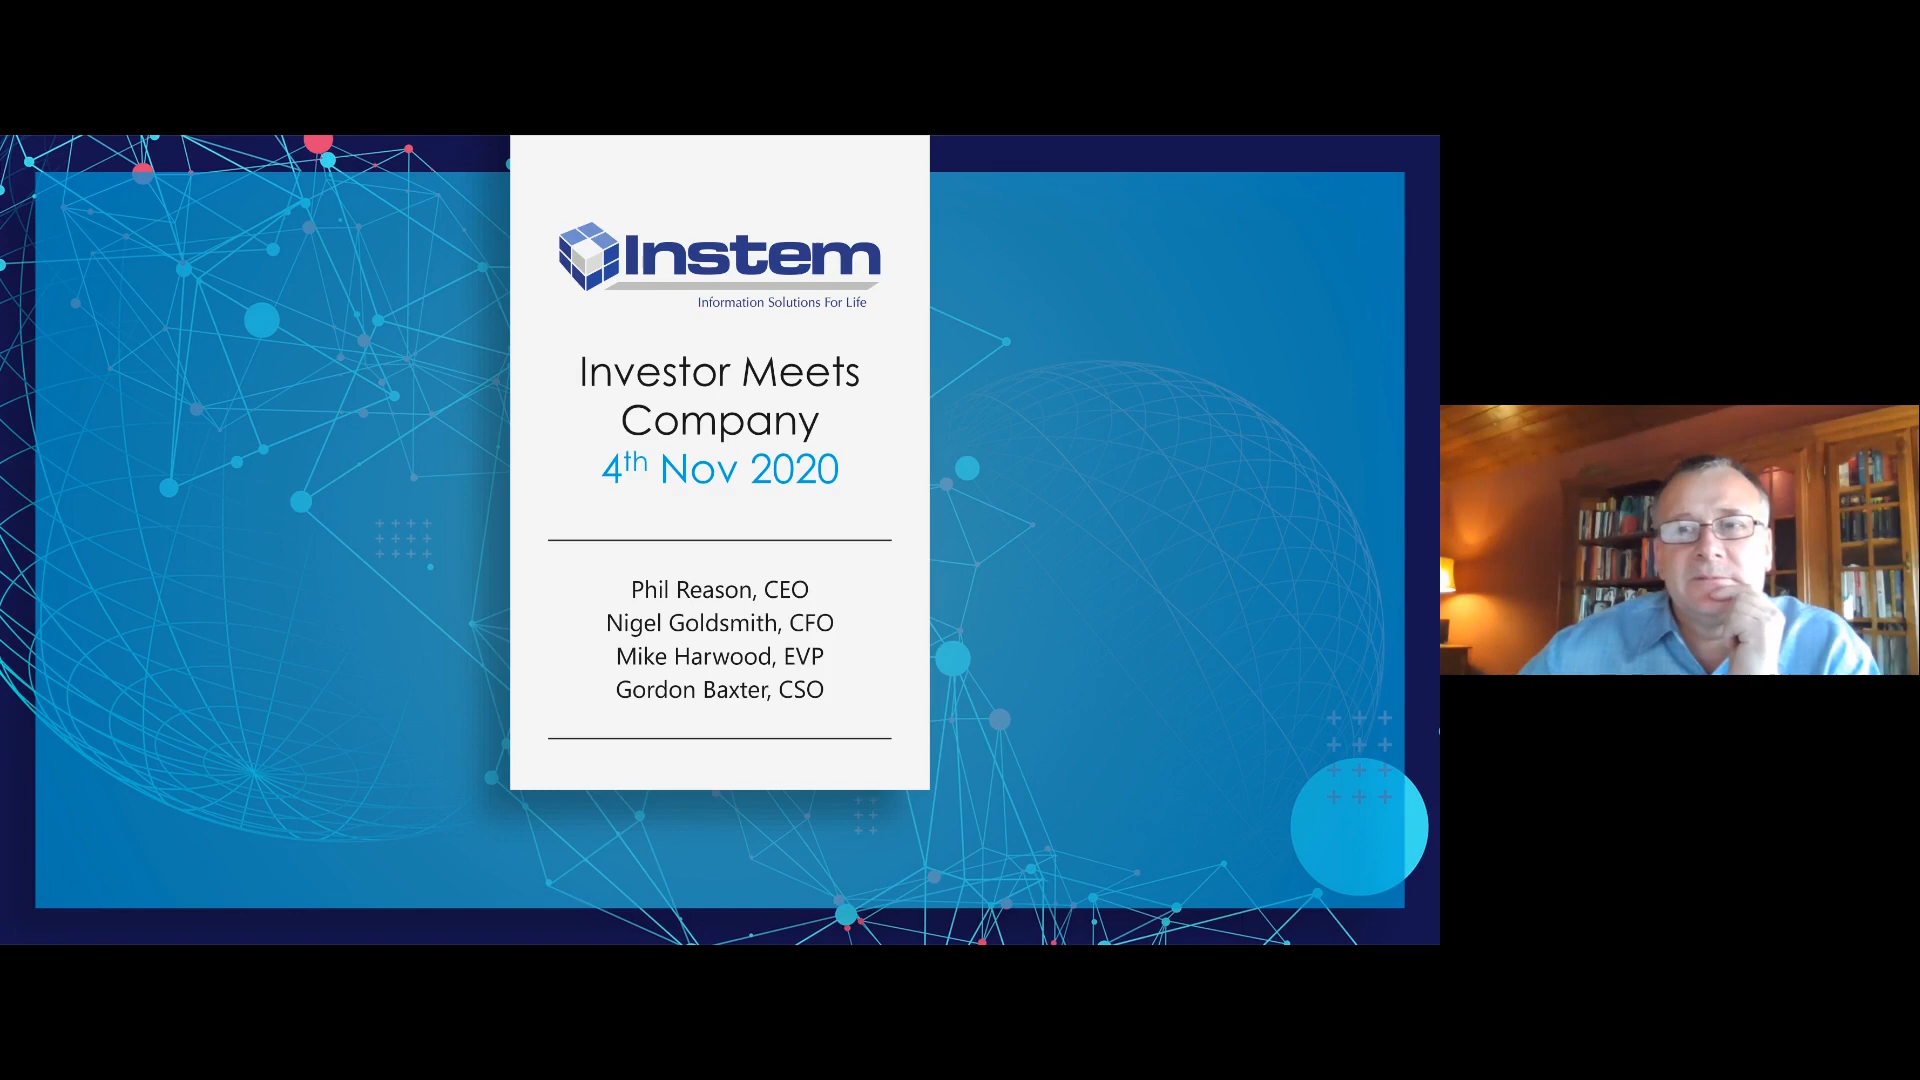 Instem
Information Solutions For Life
Investor Meets
Company
4th Nov 2020
Phil Reason, CEO
Nigel Goldsmith, CFO
Mike Harwood, EVP
Gordon Baxter, CSO